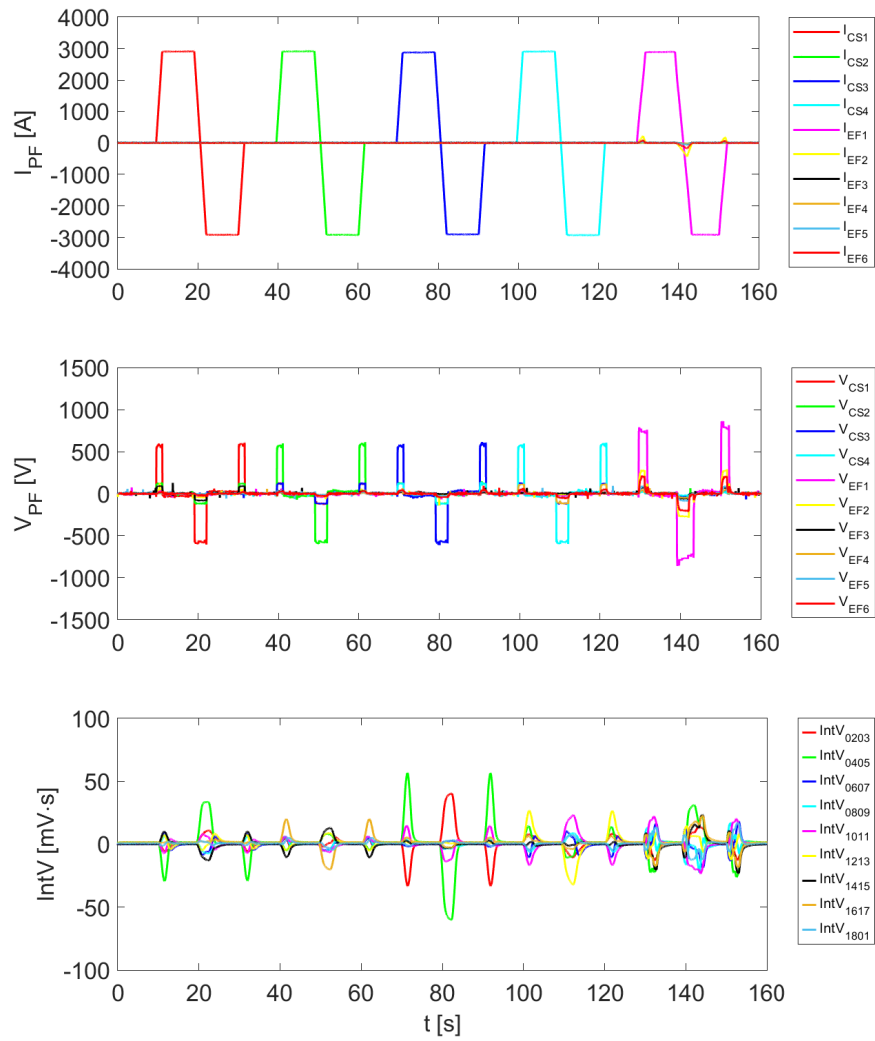 4000
3000
2000
1000
0
-1000
-2000
-3000
-4000
I_PF [A]
0 20 40 60 80 100 120 140 160
I_CS1
I_CS2
I_CS3
I_CS4
I_EF1
I_EF2
I_EF3
I_EF4
I_EF5
I_EF6
1500
1000
500
0
-500
-1000
-1500
V_PF [V]
0 20 40 60 80 100 120 140 160
V_CS1
V_CS2
V_CS3
V_CS4
V_EF1
V_EF2
V_EF3
V_EF4
V_EF5
V_EF6
100
50
0
-50
-100
IntV [mV·s]
0 20 40 60 80 100 120 140 160
t [s]
IntV_0203
IntV_0405
IntV_0607
IntV_0809
IntV_1011
IntV_1213
IntV_1415
IntV_1617
IntV_1801